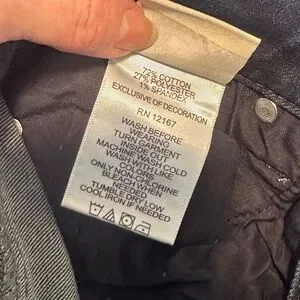 72% COTTON
27% POLYESTER
1% SPANDEX
EXCLUSIVE OF DECORATION
RN 12167
WASH BEFORE
WEARING
TURN GARMENT
INSIDE OUT
MACHINE WASH COLD
WASH WITH LIKE
COLORS
ONLY NON-CHLORINE
BLEACH WHEN
NEEDED
TUMBLE DRY LOW
COOL IRON IF NEEDED